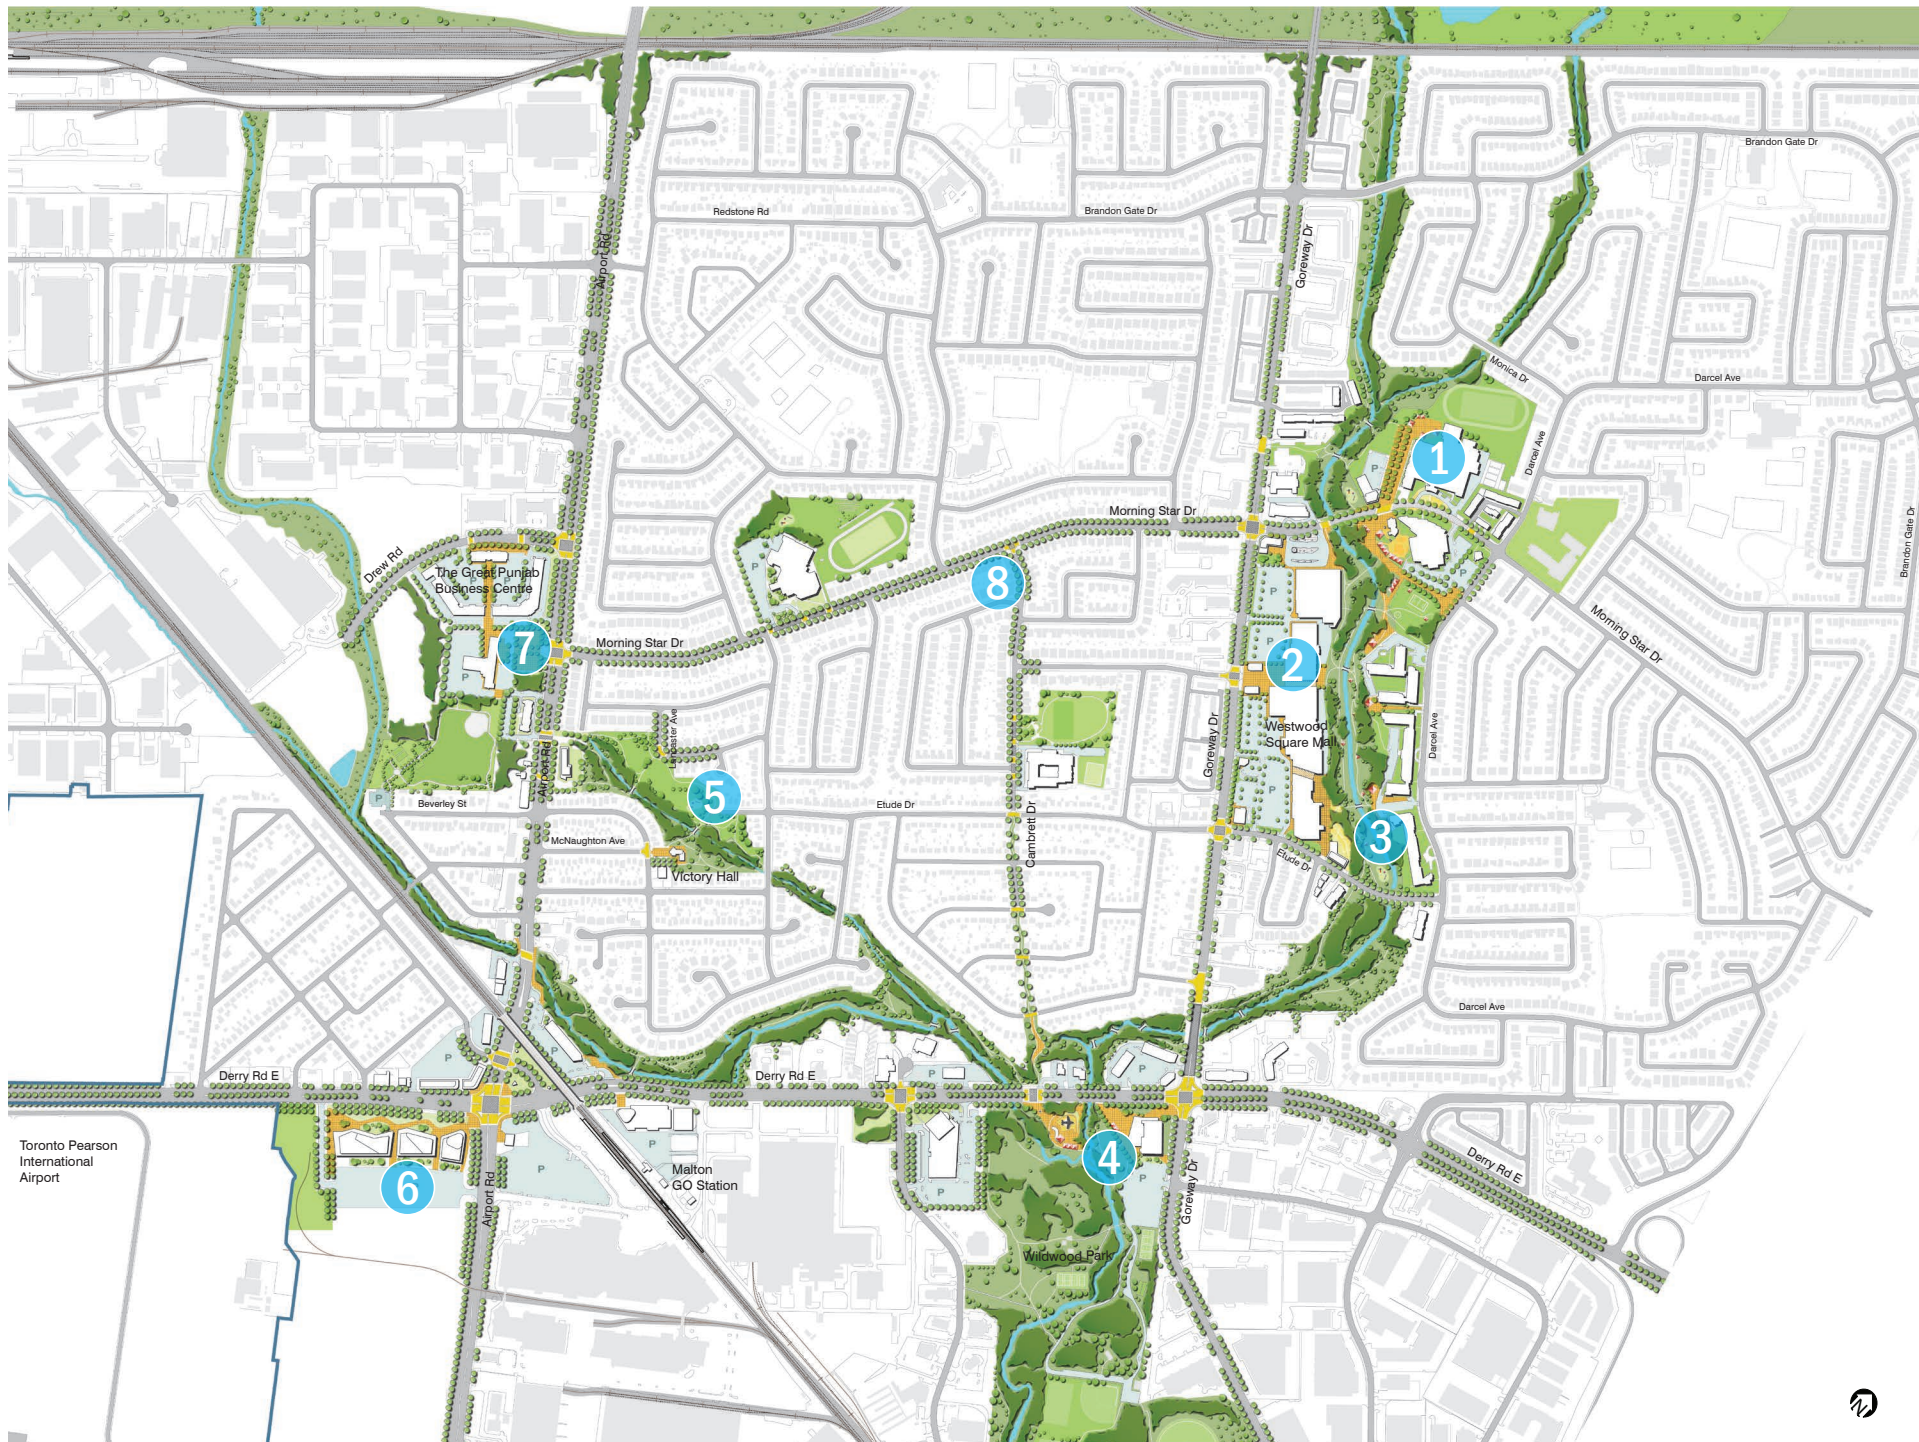 Brandon Gate Dr
Redstone Rd
Brandon Gate Dr
Airport Rd
Goreway Dr
Monica Dr
Darcel Ave
1
Darcel Ave
P
Morning Star Dr
Brandon Gate Dr
Drew Rd
The Great Punjab
Business Centre
P
P
P
8
P
P
Morning Star Dr
7
Morning Star Dr
P
2
P
Lancaster Ave
Goreway Dr
Westwood
Square Mall
Darcel Ave
Airport Rd
P
Beverley St
5
Etude Dr
P
Cambrett Dr
3
McNaughton Ave
Etude Dr
Victory Hall
Darcel Ave
P
P
Derry Rd E
Derry Rd E
P
P
Toronto Pearson
International
Airport
P
4
P
Malton
GO Station
P
6
Airport Rd
P
P
Goreway Dr
Derry Rd E
Wildwood Park
N